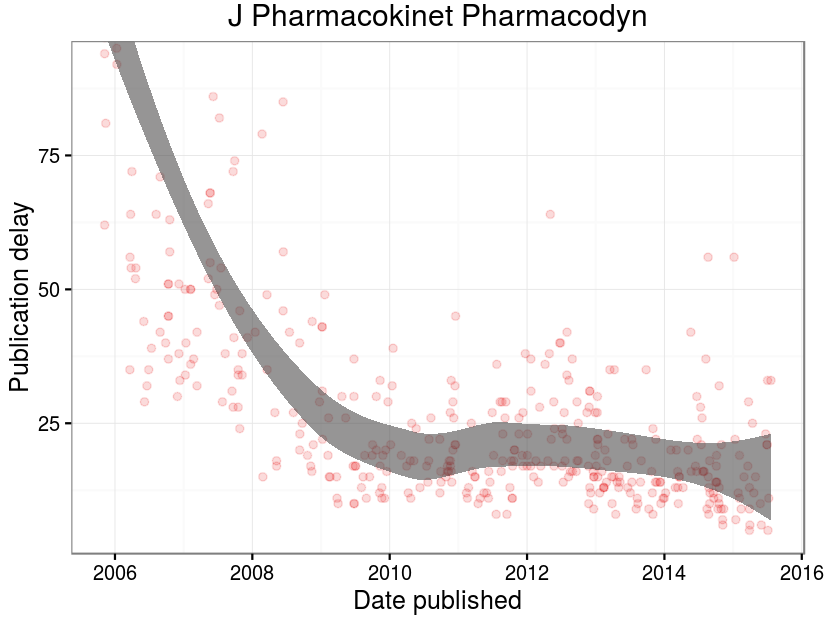 J Pharmacokinet Pharmacodyn
Publication delay
75
50
25
2006 2008 2010 2012 2014 2016
Date published